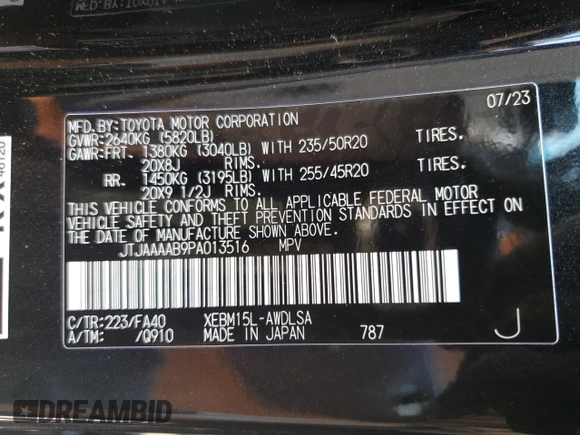 07/23
MFD.BY:TOYOTA MOTOR CORPORATION
GVWR:2640KG (5820LB)
GAWR:FRT. 1380KG (3040LB) WITH 235/50R20 TIRES.
20X8J RIMS.
RR. 1450KG (3195LB) WITH 255/45R20 TIRES.
20X9 1/2J RIMS.
THIS VEHICLE CONFORMS TO ALL APPLICABLE FEDERAL MOTOR
VEHICLE SAFETY AND THEFT PREVENTION STANDARDS IN EFFECT ON
THE DATE OF MANUFACTURE SHOWN ABOVE.
JTJAAAAB9PA013516 MPV
C/TR:223/FA40 XEBM15L-AWDLSA
A/TM: /Q910 MADE IN JAPAN 787 J
46120
DREAMBID